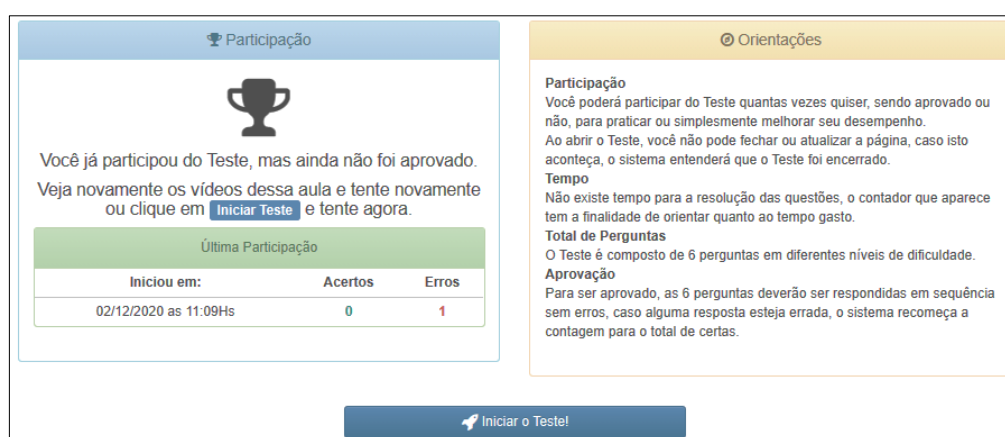 Participação
Você já participou do Teste, mas ainda não foi aprovado.
Veja novamente os vídeos dessa aula e tente novamente
ou clique em Iniciar Teste e tente agora.
Última Participação
Iniciou em: Acertos Erros
02/12/2020 as 11:09Hs 0 1
Orientações
Participação
Você poderá participar do Teste quantas vezes quiser, sendo aprovado ou
não, para praticar ou simplesmente melhorar seu desempenho.
Ao abrir o Teste, você não pode fechar ou atualizar a página, caso isto
aconteça, o sistema entenderá que o Teste foi encerrado.
Tempo
Não existe tempo para a resolução das questões, o contador que aparece
tem a finalidade de orientar quanto ao tempo gasto.
Total de Perguntas
O Teste é composto de 6 perguntas em diferentes níveis de dificuldade.
Aprovação
Para ser aprovado, as 6 perguntas deverão ser respondidas em sequência
sem erros, caso alguma resposta esteja errada, o sistema recomeça a
contagem para o total de certas.
Iniciar o Teste!